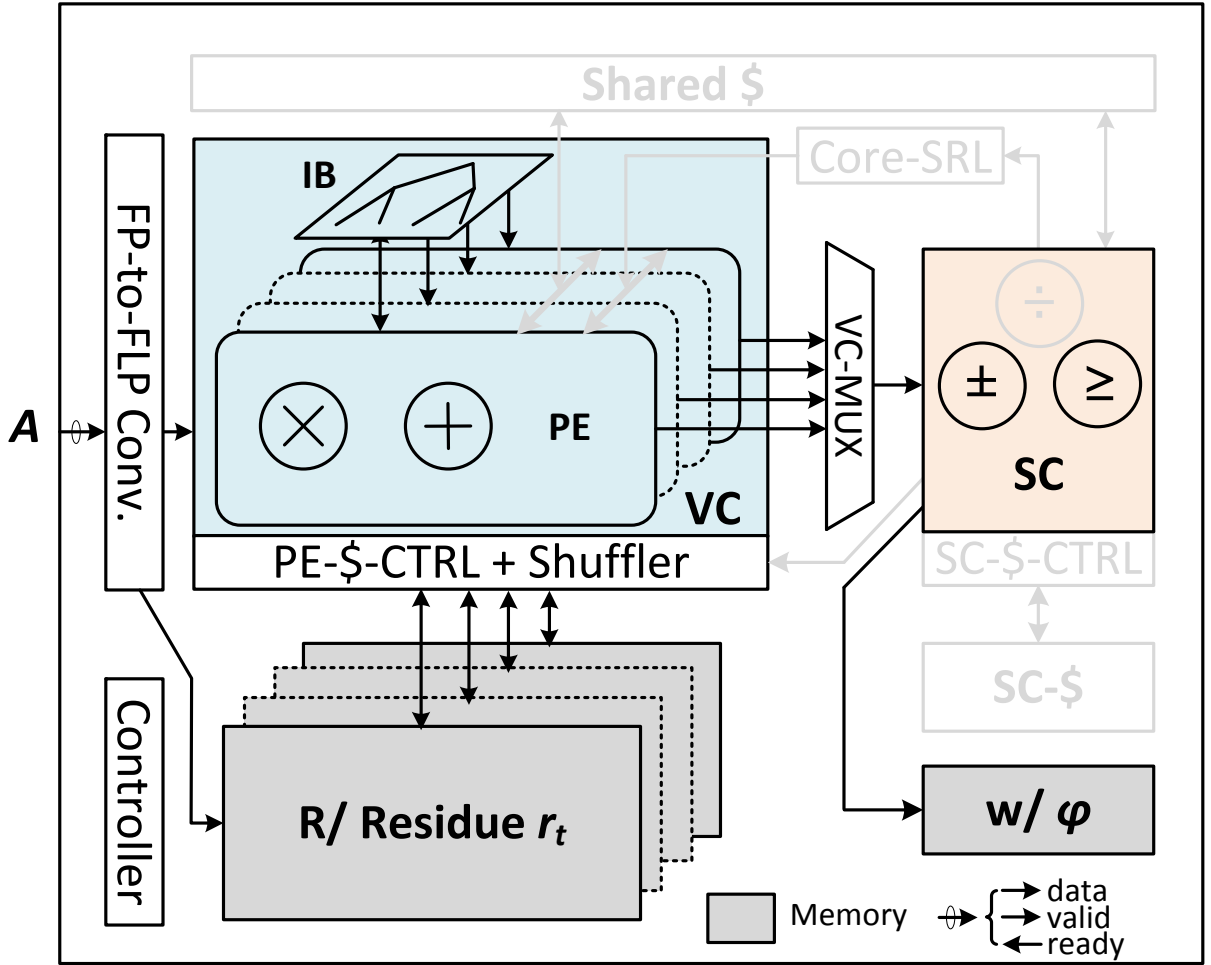 Shared $
Core-SRL
IB
FP-to-FLP Conv.
A
× + PE
VC
VC-MUX
÷
± ≥
SC
PE-$-CTRL + Shuffler
SC-$-CTRL
SC-$
Controller
R/ Residue rₜ
w/ φ
Memory
data
valid
ready